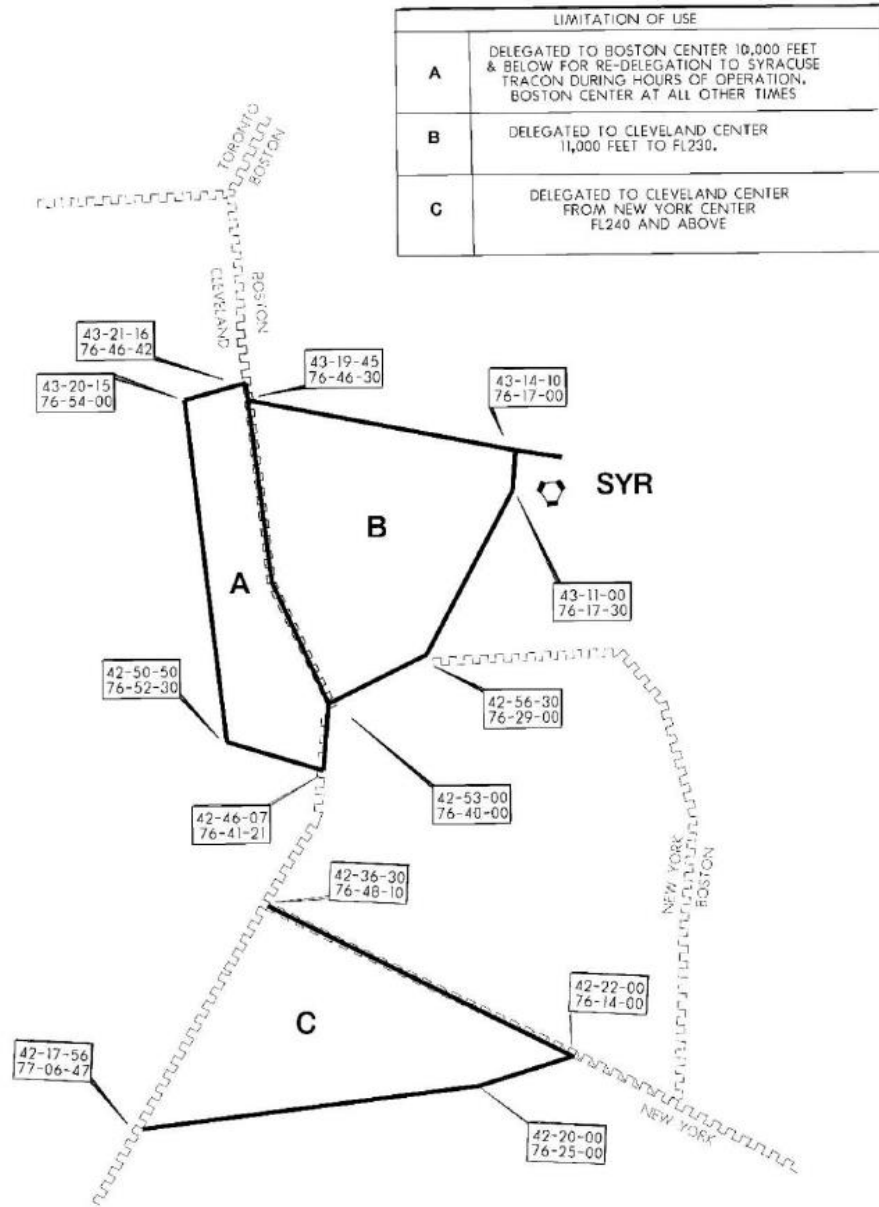 LIMITATION OF USE
A
DELEGATED TO BOSTON CENTER 10,000 FEET
& BELOW FOR RE-DELEGATION TO SYRACUSE
TRACON DURING HOURS OF OPERATION.
BOSTON CENTER AT ALL OTHER TIMES
B
DELEGATED TO CLEVELAND CENTER
11,000 FEET TO FL230.
C
DELEGATED TO CLEVELAND CENTER
FROM NEW YORK CENTER
FL240 AND ABOVE
TORONTO
BOSTON
CLEVELAND
BOSTON
43-21-16
76-46-42
43-19-45
76-46-30
43-20-15
76-54-00
43-14-10
76-17-00
SYR
B
A
43-11-00
76-17-30
42-50-50
76-52-30
42-56-30
76-29-00
42-53-00
76-40-00
42-46-07
76-41-21
NEW YORK
BOSTON
42-36-30
76-48-10
42-22-00
76-14-00
C
42-17-56
77-06-47
NEW YORK
42-20-00
76-25-00